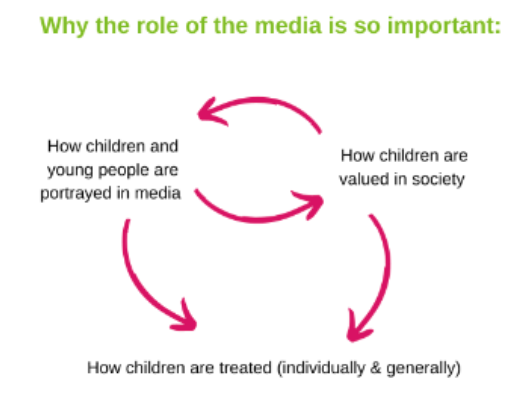 Why the role of the media is so important:
How children and
young people are
portrayed in media
How children are
valued in society
How children are treated (individually & generally)